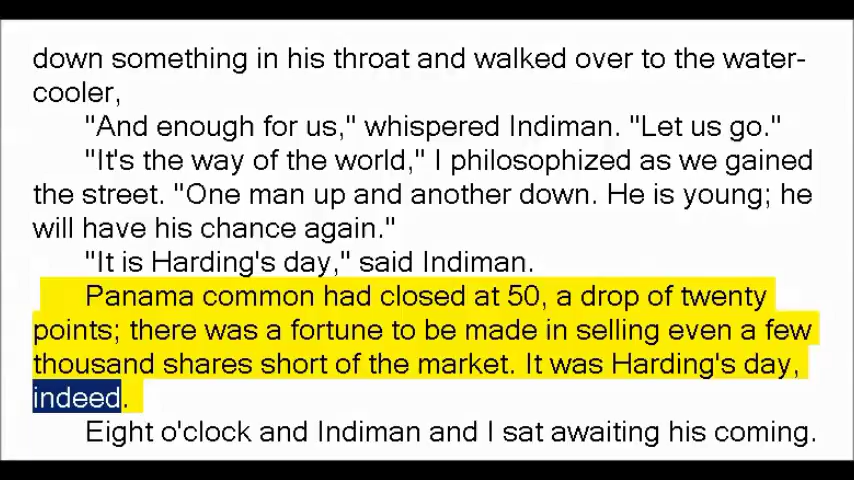 down something in his throat and walked over to the water-
cooler,
"And enough for us," whispered Indiman. "Let us go."
"It's the way of the world," I philosophized as we gained
the street. "One man up and another down. He is young; he
will have his chance again."
"It is Harding's day," said Indiman.
Panama common had closed at 50, a drop of twenty
points; there was a fortune to be made in selling even a few
thousand shares short of the market. It was Harding's day,
indeed.
Eight o'clock and Indiman and I sat awaiting his coming.